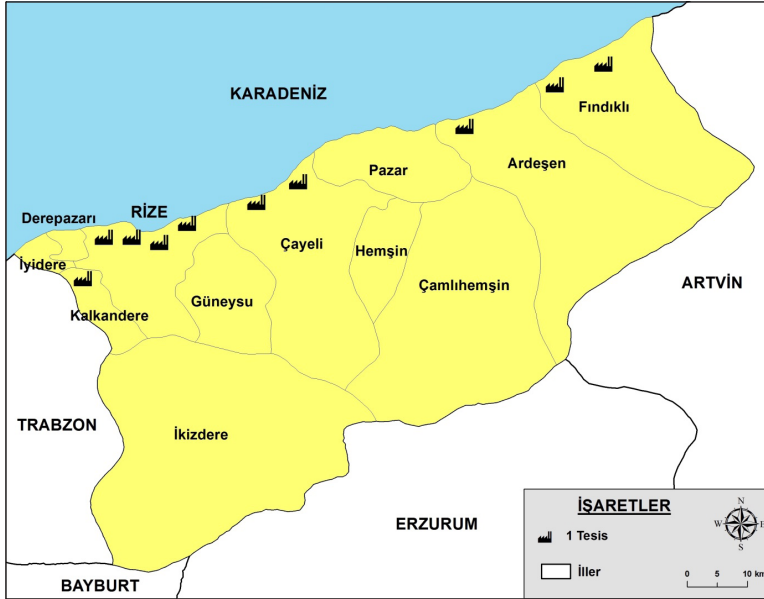 KARADENİZ
Fındıklı
Ardeşen
Pazar
RİZE
Derepazarı
Çayeli
Hemşin
İyidere
Çamlıhemşin
ARTVİN
Güneysu
Kalkandere
TRABZON
İkizdere
ERZURUM
BAYBURT
İŞARETLER
1 Tesis
İller
N
W E
S
0 5 10 km